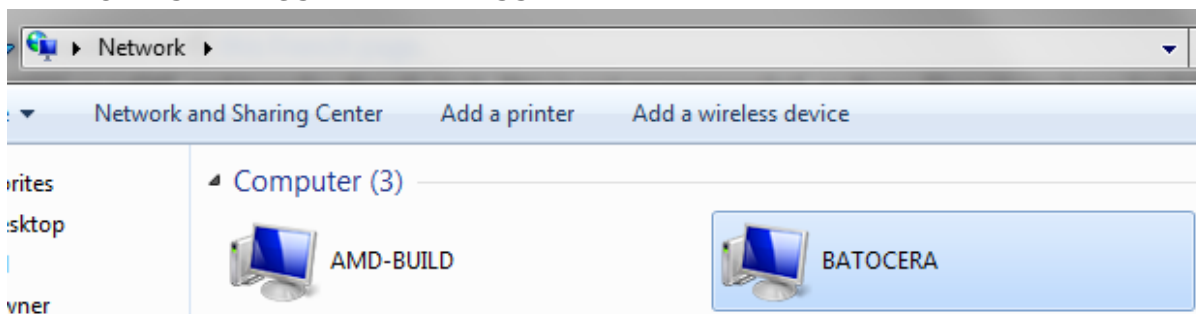 Network
Network and Sharing Center Add a printer Add a wireless device
Computer (3)
AMD-BUILD BATOCERA